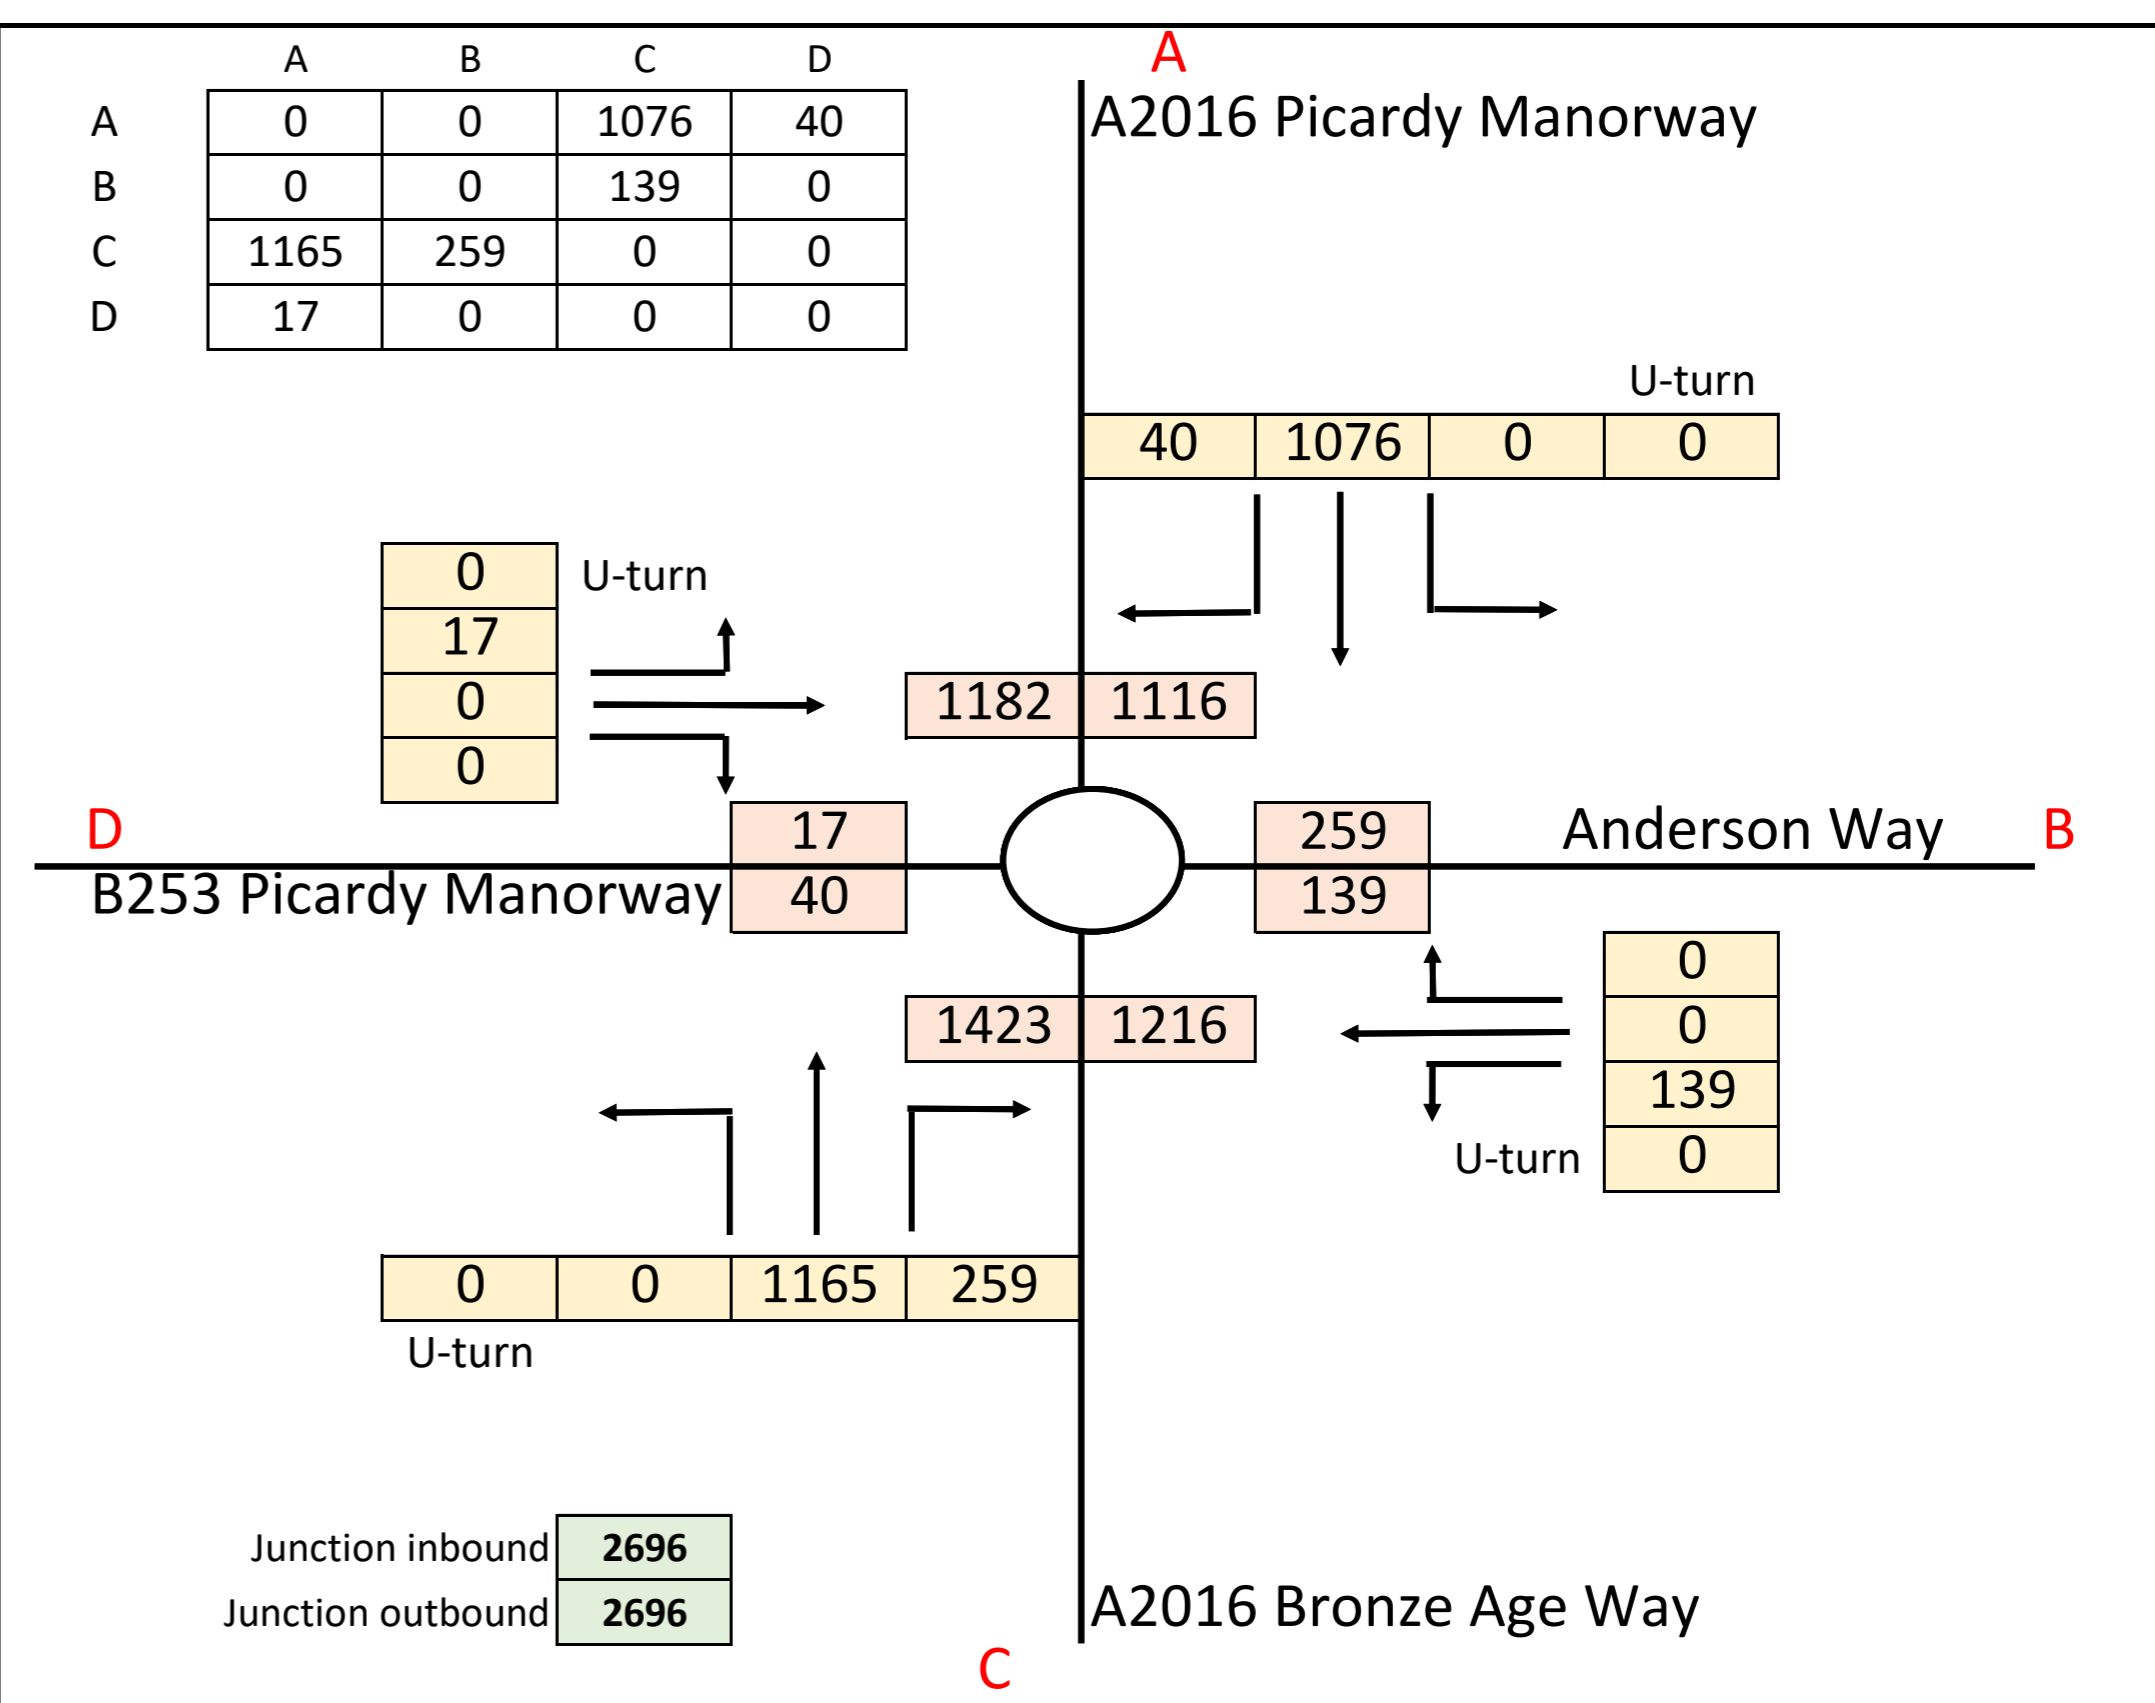 A B C D
A 0 0 1076 40
B 0 0 139 0
C 1165 259 0 0
D 17 0 0 0
A
A2016 Picardy Manorway
U-turn
40 1076 0 0
0 U-turn
17
0
0
1182 1116
D
17
259
Anderson Way B
B253 Picardy Manorway
40
139
0
0
139
0
U-turn
1423 1216
0 0 1165 259
U-turn
Junction inbound 2696
Junction outbound 2696
A2016 Bronze Age Way
C